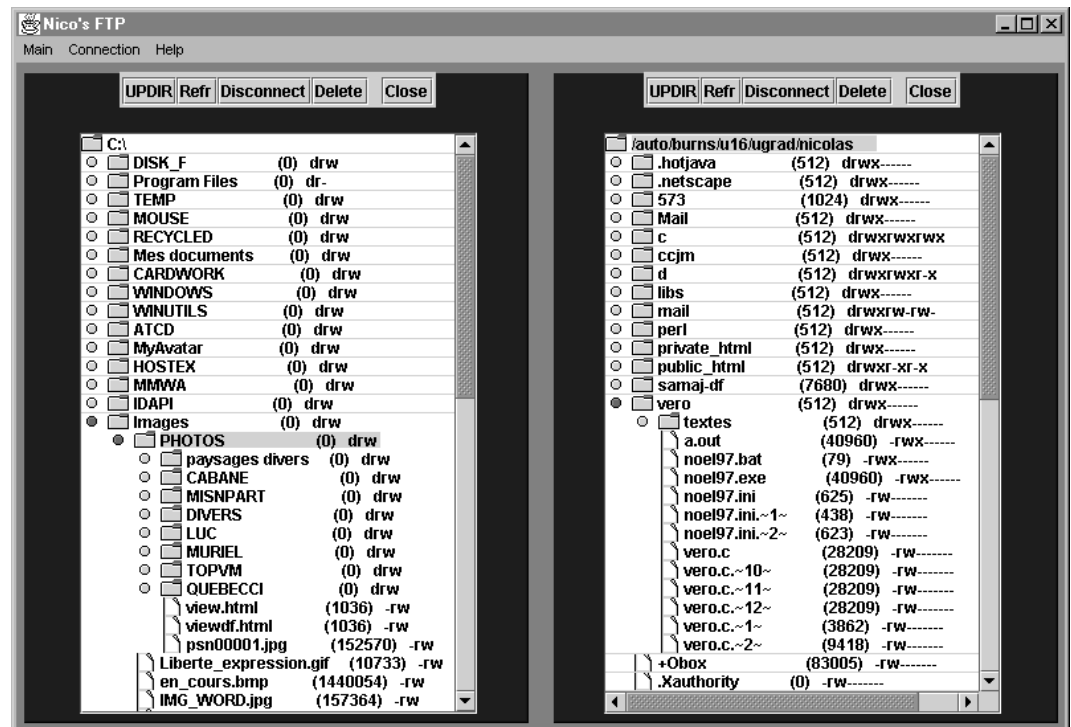 Nico's FTP
Main Connection Help
UPDIR Refr Disconnect Delete Close
C:\
DISK_F (0) drw
Program Files (0) dr-
TEMP (0) drw
MOUSE (0) drw
RECYCLED (0) drw
Mes documents (0) drw
CARDWORK (0) drw
WINDOWS (0) drw
WINUTILS (0) drw
ATCD (0) drw
MyAvatar (0) drw
HOSTEX (0) drw
MMWA (0) drw
IDAPI (0) drw
Images (0) drw
PHOTOS (0) drw
paysages divers (0) drw
CABANE (0) drw
MISNPART (0) drw
DIVERS (0) drw
LUC (0) drw
MURIEL (0) drw
TOPVM (0) drw
QUEBECCI (0) drw
view.html (1036) -rw
viewdf.html (1036) -rw
psn00001.jpg (152570) -rw
Liberte_expression.gif (10733) -rw
en_cours.bmp (1440054) -rw
IMG_WORD.jpg (157364) -rw
UPDIR Refr Disconnect Delete Close
/auto/burns/u16/ugrad/nicolas
.hotjava (512) drwx------
.netscape (512) drwx------
573 (1024) drwx------
Mail (512) drwx------
c (512) drwxrwxrwx
ccjm (512) drwx------
d (512) drwxrwxr-x
libs (512) drwx------
mail (512) drwxrw-rw-
perl (512) drwx------
private_html (512) drwx------
public_html (512) drwxr-xr-x
samaj-df (7680) drwx------
vero (512) drwx------
textes (512) drwx------
a.out (40960) -rwx------
noel97.bat (79) -rwx------
noel97.exe (40960) -rwx------
noel97.ini (625) -rw-------
noel97.ini.~1~ (438) -rw-------
noel97.ini.~2~ (623) -rw-------
vero.c (28209) -rw-------
vero.c.~10~ (28209) -rw-------
vero.c.~11~ (28209) -rw-------
vero.c.~12~ (28209) -rw-------
vero.c.~1~ (3862) -rw-------
vero.c.~2~ (9418) -rw-------
+Obox (83005) -rw-------
.Xauthority (0) -rw-------